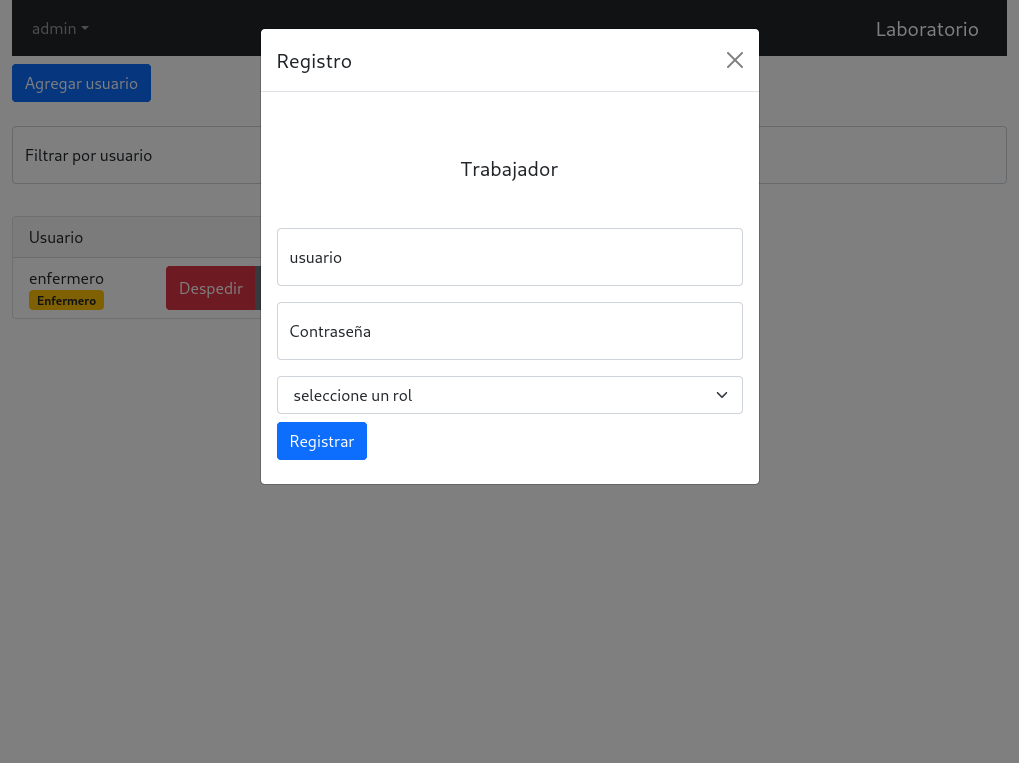 admin
Laboratorio
Agregar usuario
Registro
Filtrar por usuario
Trabajador
Usuario
enfermero
Enfermero
Despedir
usuario
Contraseña
seleccione un rol
Registrar